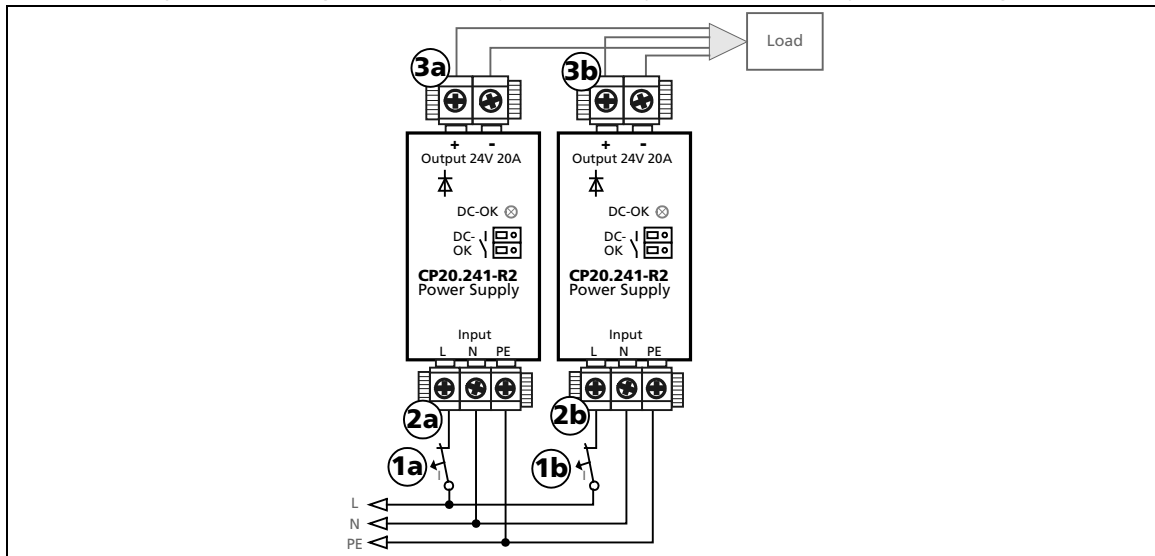 Load
3a
3b
+ -
Output 24V 20A
DC-OK
DC-
OK
CP20.241-R2
Power Supply
Input
L N PE
+ -
Output 24V 20A
DC-OK
DC-
OK
CP20.241-R2
Power Supply
Input
L N PE
2a
2b
1a
I
1b
I
L
N
PE